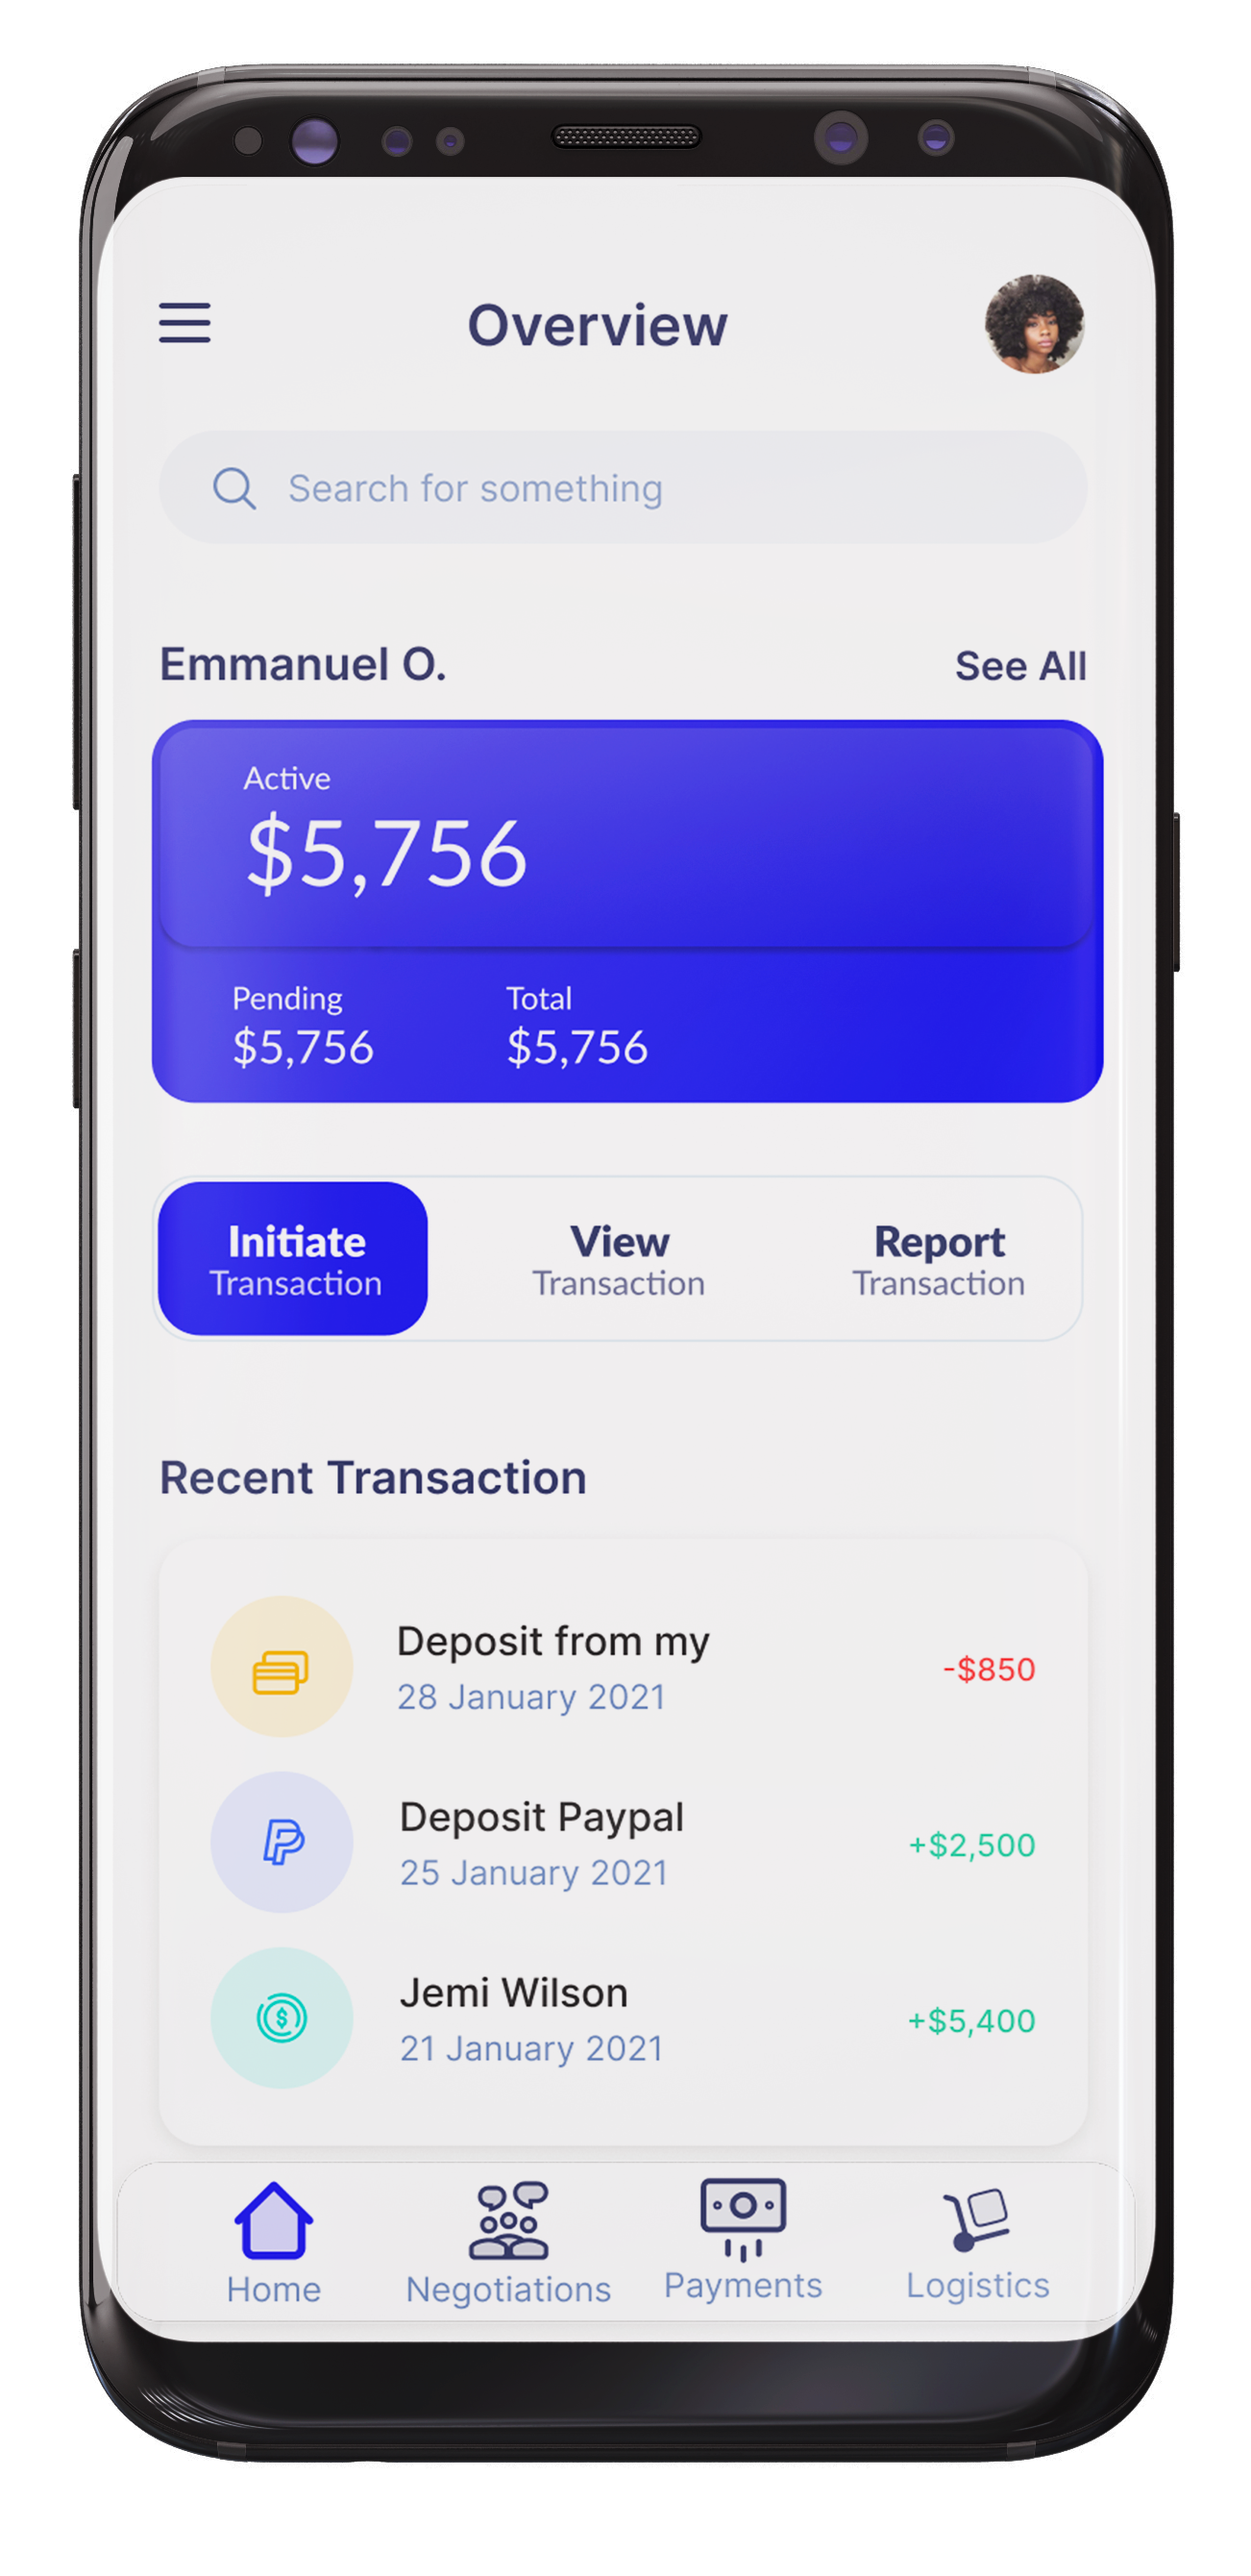 Overview
Search for something
Emmanuel O.
See All
Active
$5,756
Pending
Total
$5,756
$5,756
Initiate
Transaction
View
Transaction
Report
Transaction
Recent Transaction
Deposit from my
28 January 2021
-$850
Deposit Paypal
25 January 2021
+$2,500
Jemi Wilson
21 January 2021
+$5,400
Home
Negotiations
Payments
Logistics